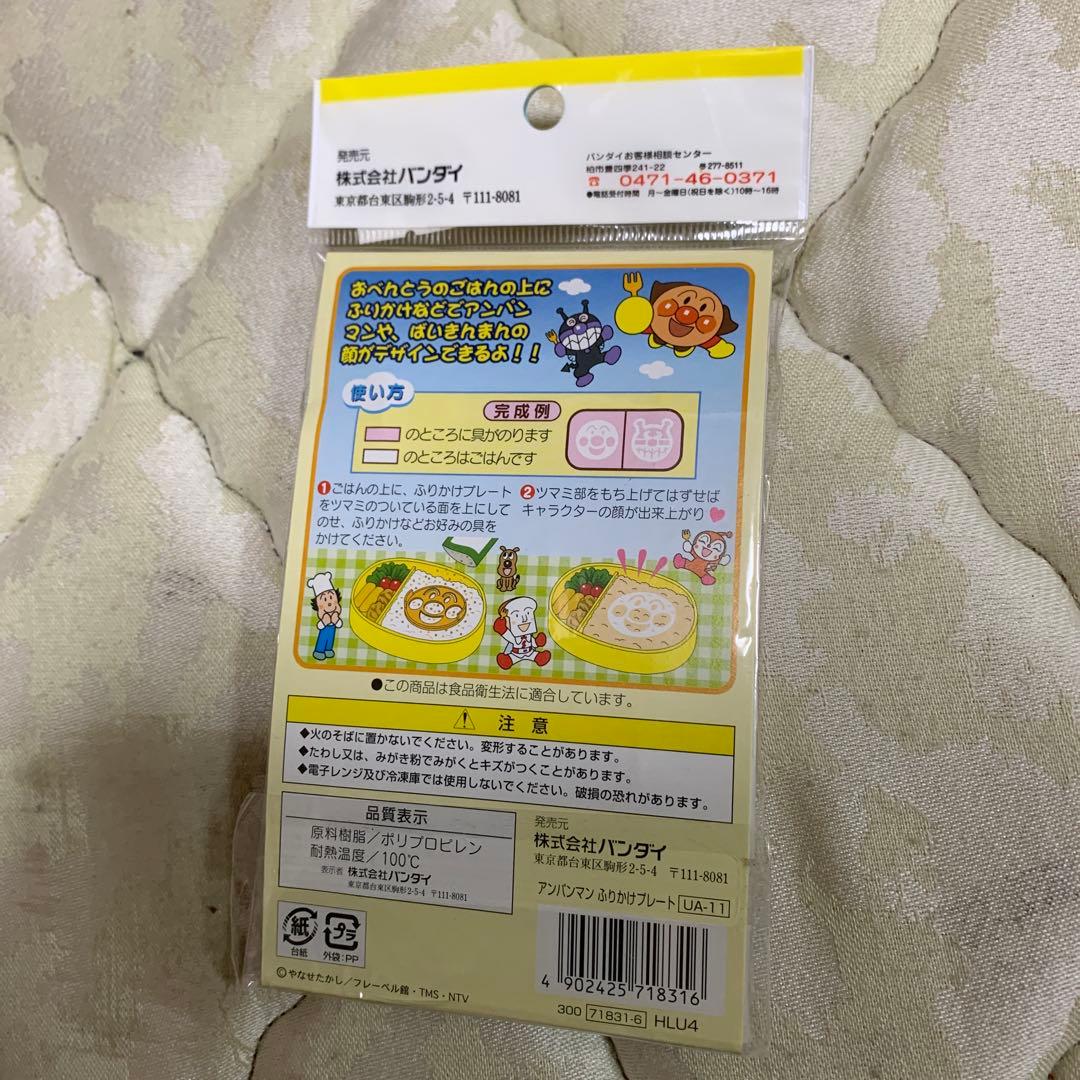 発売元
株式会社バンダイ
東京都台東区駒形2-5-4 〒111-8081
バンダイお客様相談センター
柏市豊四季241-22 〒277-8511
☎ 0471-46-0371
●電話受付時間 月~金曜日(祝日を除く)10時~16時
おべんとうのごはんの上に
ふりかけなどでアンパン
マンや、ばいきんまんの
顔がデザインできるよ!!
使い方
完成例
のところに具がのります
のところはごはんです
❶ごはんの上に、ふりかけプレート
をツマミのついている面を上にして
のせ、ふりかけなどお好みの具を
かけてください。
❷ツマミ部をもち上げてはずせば
キャラクターの顔が出来上がり
●この商品は食品衛生法に適合しています。
⚠ 注意
◆火のそばに置かないでください。変形することがあります。
◆たわし又は、みがき粉でみがくとキズがつくことがあります。
◆電子レンジ及び冷凍庫では使用しないでください。破損の恐れがあります。
品質表示
原料樹脂/ポリプロピレン
耐熱温度/100℃
表示者 株式会社バンダイ
東京都台東区駒形2-5-4 〒111-8081
発売元
株式会社バンダイ
東京都台東区駒形2-5-4 〒111-8081
アンパンマン ふりかけプレート UA-11
紙
台紙
プラ
外袋:PP
©やなせたかし/フレーベル館・TMS・NTV
4 902425 718316
300 71831-6 HLU4